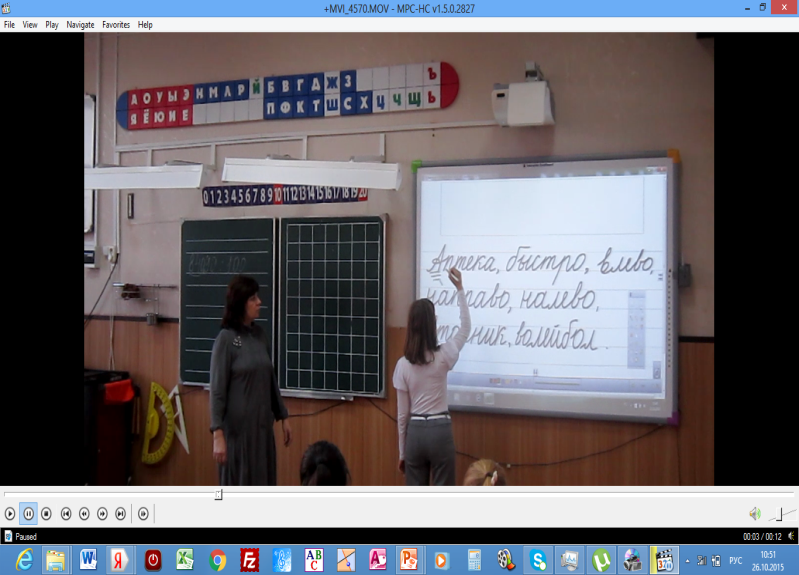 +MVI_4570.MOV - MPC-HC v1.5.0.2827
File View Play Navigate Favorites Help
А О У Ы Э Н М Л Р Й Б В Г Д Ж З Ъ
Я Ё Ю И Е П Ф К Т Ш С Х Ц Ч Щ Ь
0 1 2 3 4 5 6 7 8 9 10 11 12 13 14 15 16 17 18 19 20
Аптека, быстро, влево,
направо, налево,
волейбол.
Paused 00:03 / 00:12
РУС 10:51
26.10.2015